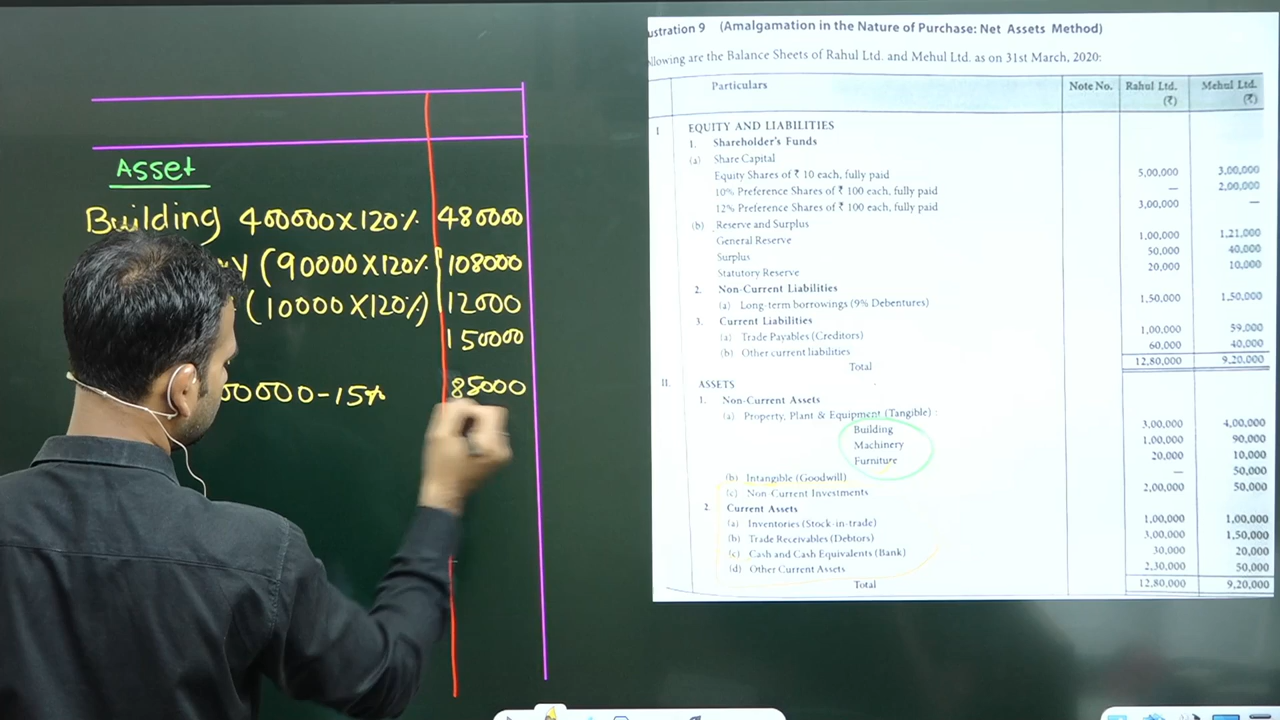 Asset
Building 400000 X 120% 480000
Y (90000 X 120% 108000
(10000 X 120%) 12000
150000
00000 - 15% 85000
ustration 9 (Amalgamation in the Nature of Purchase: Net Assets Method)
llowing are the Balance Sheets of Rahul Ltd. and Mehul Ltd. as on 31st March, 2020:
Particulars Note No. Rahul Ltd. (₹) Mehul Ltd. (₹)
I EQUITY AND LIABILITIES
1. Shareholder's Funds
(a) Share Capital
Equity Shares of ₹ 10 each, fully paid 5,00,000 3,00,000
10% Preference Shares of ₹ 100 each, fully paid — 2,00,000
12% Preference Shares of ₹ 100 each, fully paid 3,00,000 —
(b) Reserve and Surplus
General Reserve 1,00,000 1,21,000
Surplus 50,000 40,000
Statutory Reserve 20,000 10,000
2. Non-Current Liabilities
(a) Long-term borrowings (9% Debentures) 1,50,000 1,50,000
3. Current Liabilities
(a) Trade Payables (Creditors) 1,00,000 59,000
(b) Other current liabilities 60,000 40,000
Total 12,80,000 9,20,000
II. ASSETS
1. Non-Current Assets
(a) Property, Plant & Equipment (Tangible) :
Building 3,00,000 4,00,000
Machinery 1,00,000 90,000
Furniture 20,000 10,000
(b) Intangible (Goodwill) — 50,000
(c) Non-Current Investments 2,00,000 50,000
2. Current Assets
(a) Inventories (Stock-in-trade) 1,00,000 1,00,000
(b) Trade Receivables (Debtors) 3,00,000 1,50,000
(c) Cash and Cash Equivalents (Bank) 30,000 20,000
(d) Other Current Assets 2,30,000 50,000
Total 12,80,000 9,20,000